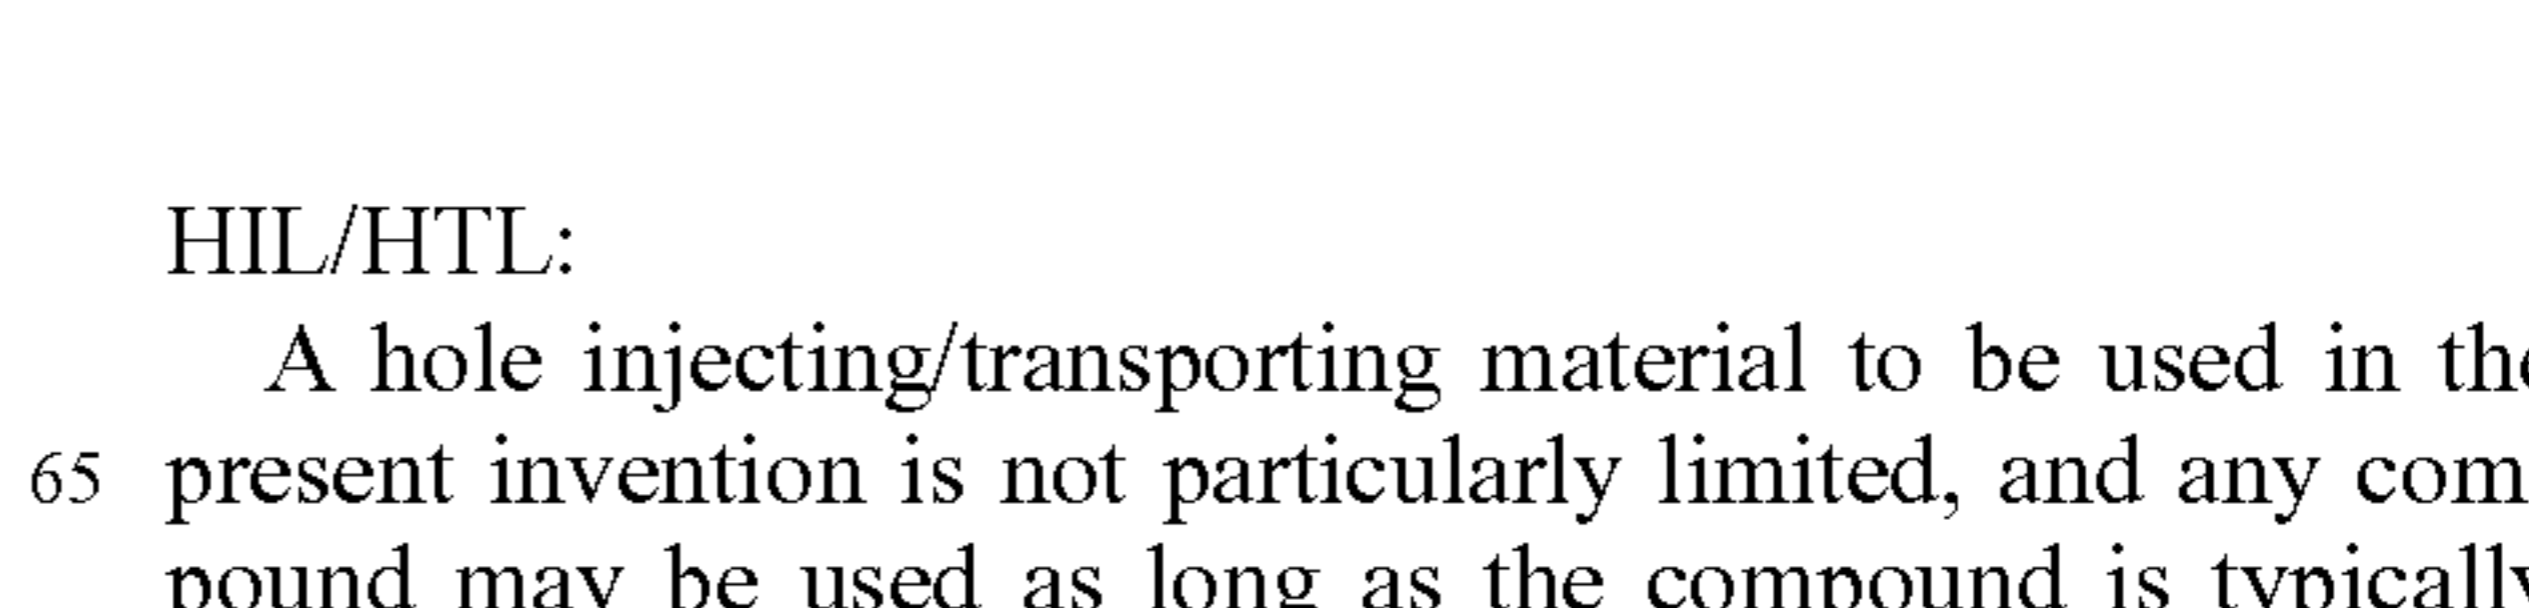 HIL/HTL:
A hole injecting/transporting material to be used in the
65 present invention is not particularly limited, and any com
pound may be used as long as the compound is typically